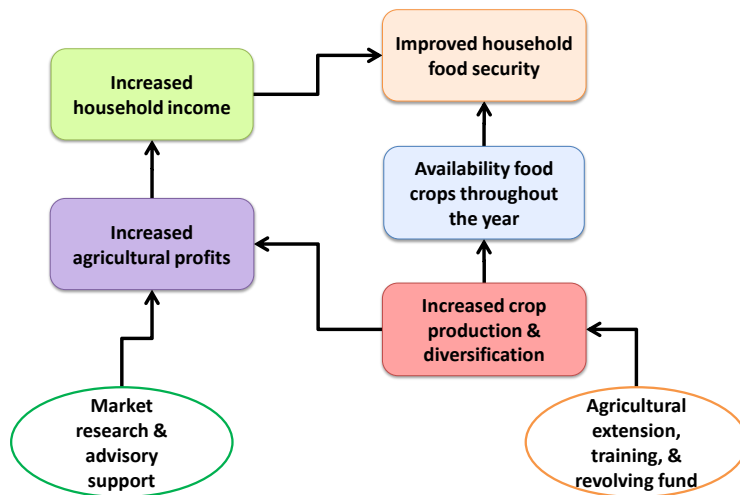 Improved household
food security
Increased
household income
Availability food
crops throughout
the year
Increased
agricultural profits
Increased crop
production &
diversification
Market
research &
advisory
support
Agricultural
extension,
training, &
revolving fund